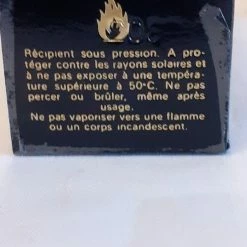 Récipient sous pression. A pro-
téger contre les rayons solaires et
à ne pas exposer à une tempéra-
ture supérieure à 50°C. Ne pas
percer ou brûler, même après
usage.
Ne pas vaporiser vers une flamme
ou un corps incandescent.